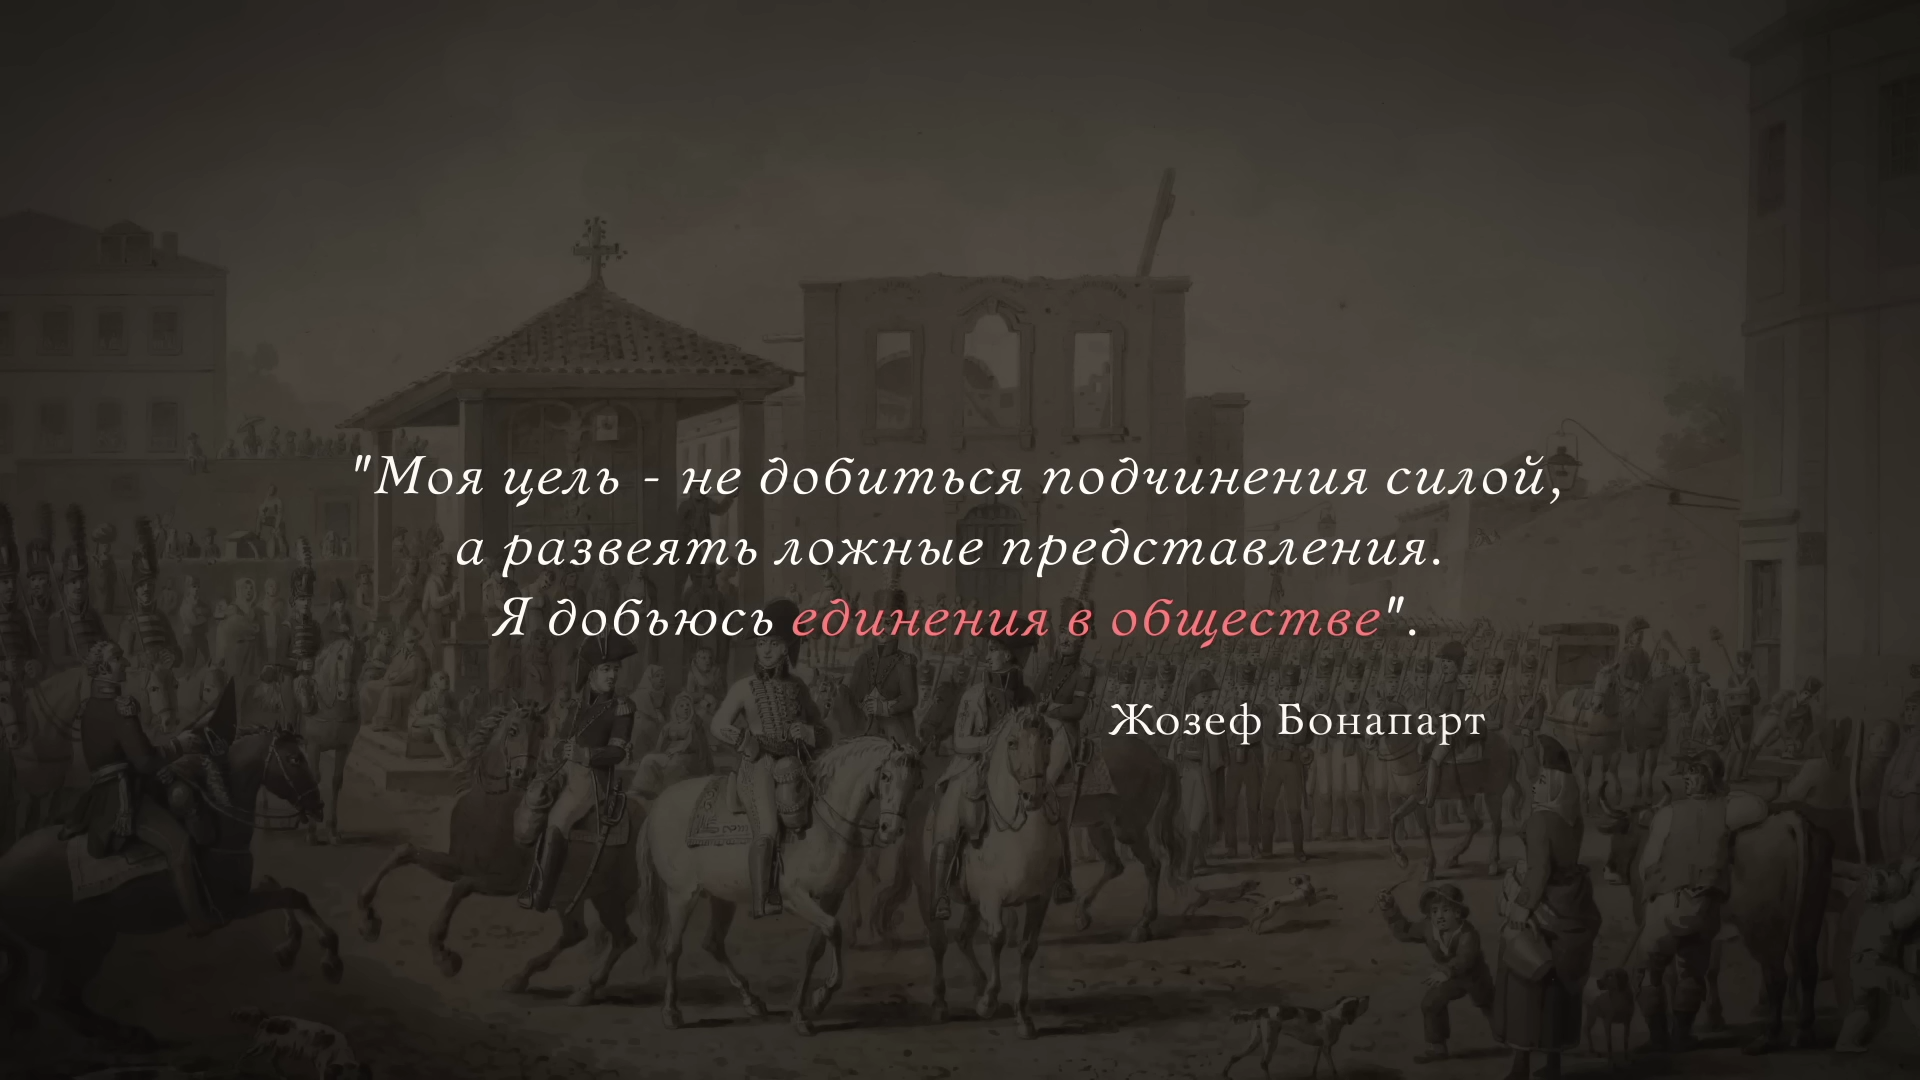 "Моя цель - не добиться подчинения силой,
а развеять ложные представления.
Я добьюсь единения в обществе".
Жозеф Бонапарт